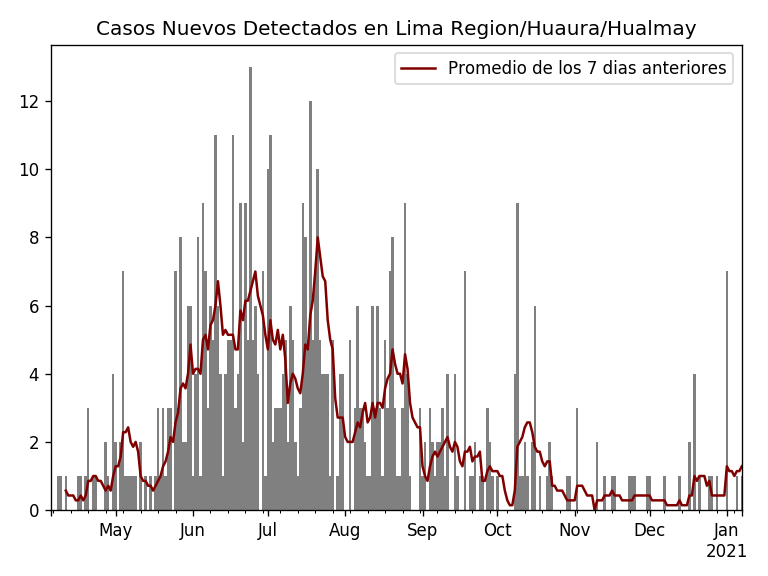 Casos Nuevos Detectados en Lima Region/Huaura/Hualmay
Promedio de los 7 dias anteriores
12
10
8
6
4
2
0
May Jun Jul Aug Sep Oct Nov Dec Jan
2021